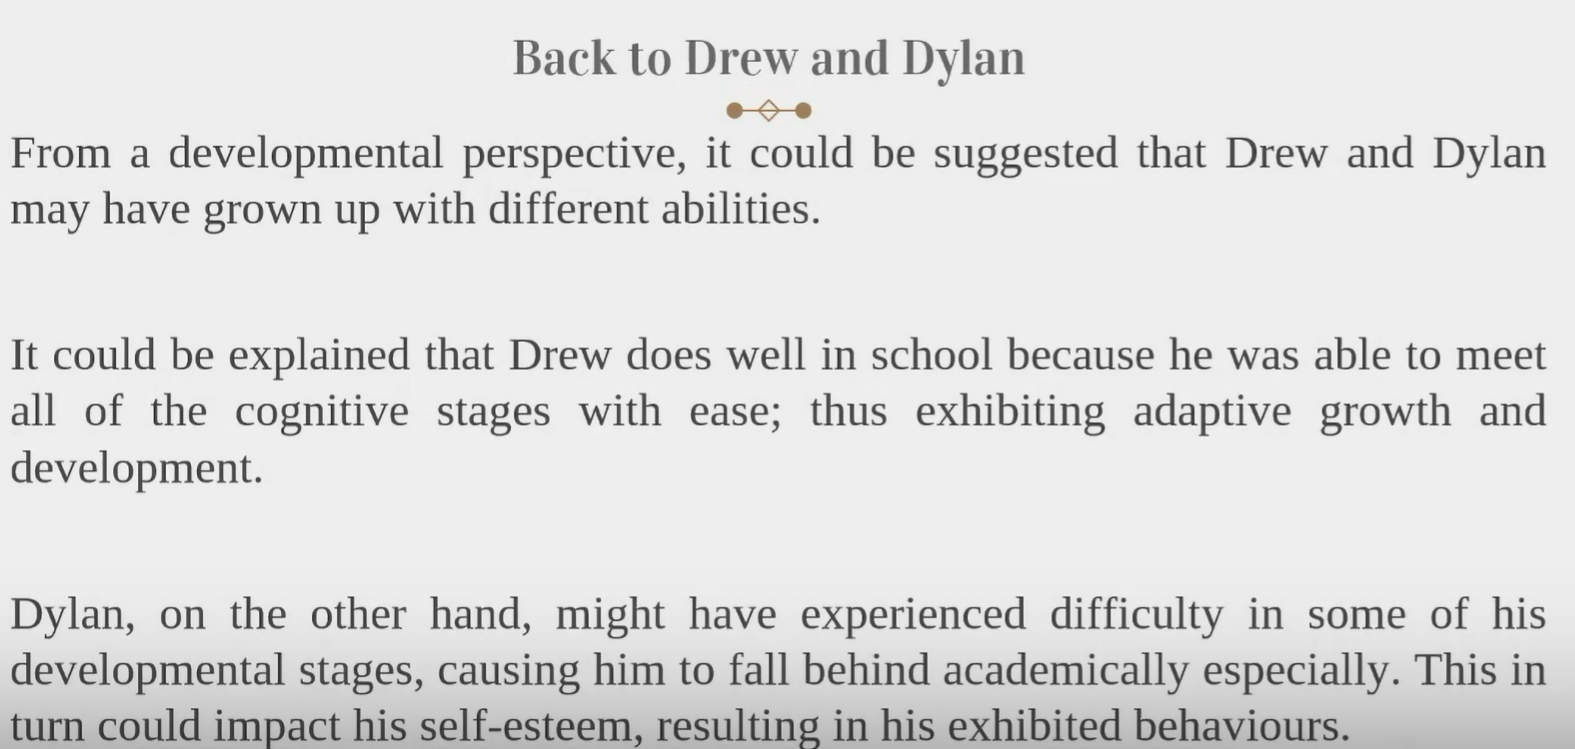 Back to Drew and Dylan
From a developmental perspective, it could be suggested that Drew and Dylan
may have grown up with different abilities.
It could be explained that Drew does well in school because he was able to meet
all of the cognitive stages with ease; thus exhibiting adaptive growth and
development.
Dylan, on the other hand, might have experienced difficulty in some of his
developmental stages, causing him to fall behind academically especially. This in
turn could impact his self-esteem, resulting in his exhibited behaviours.